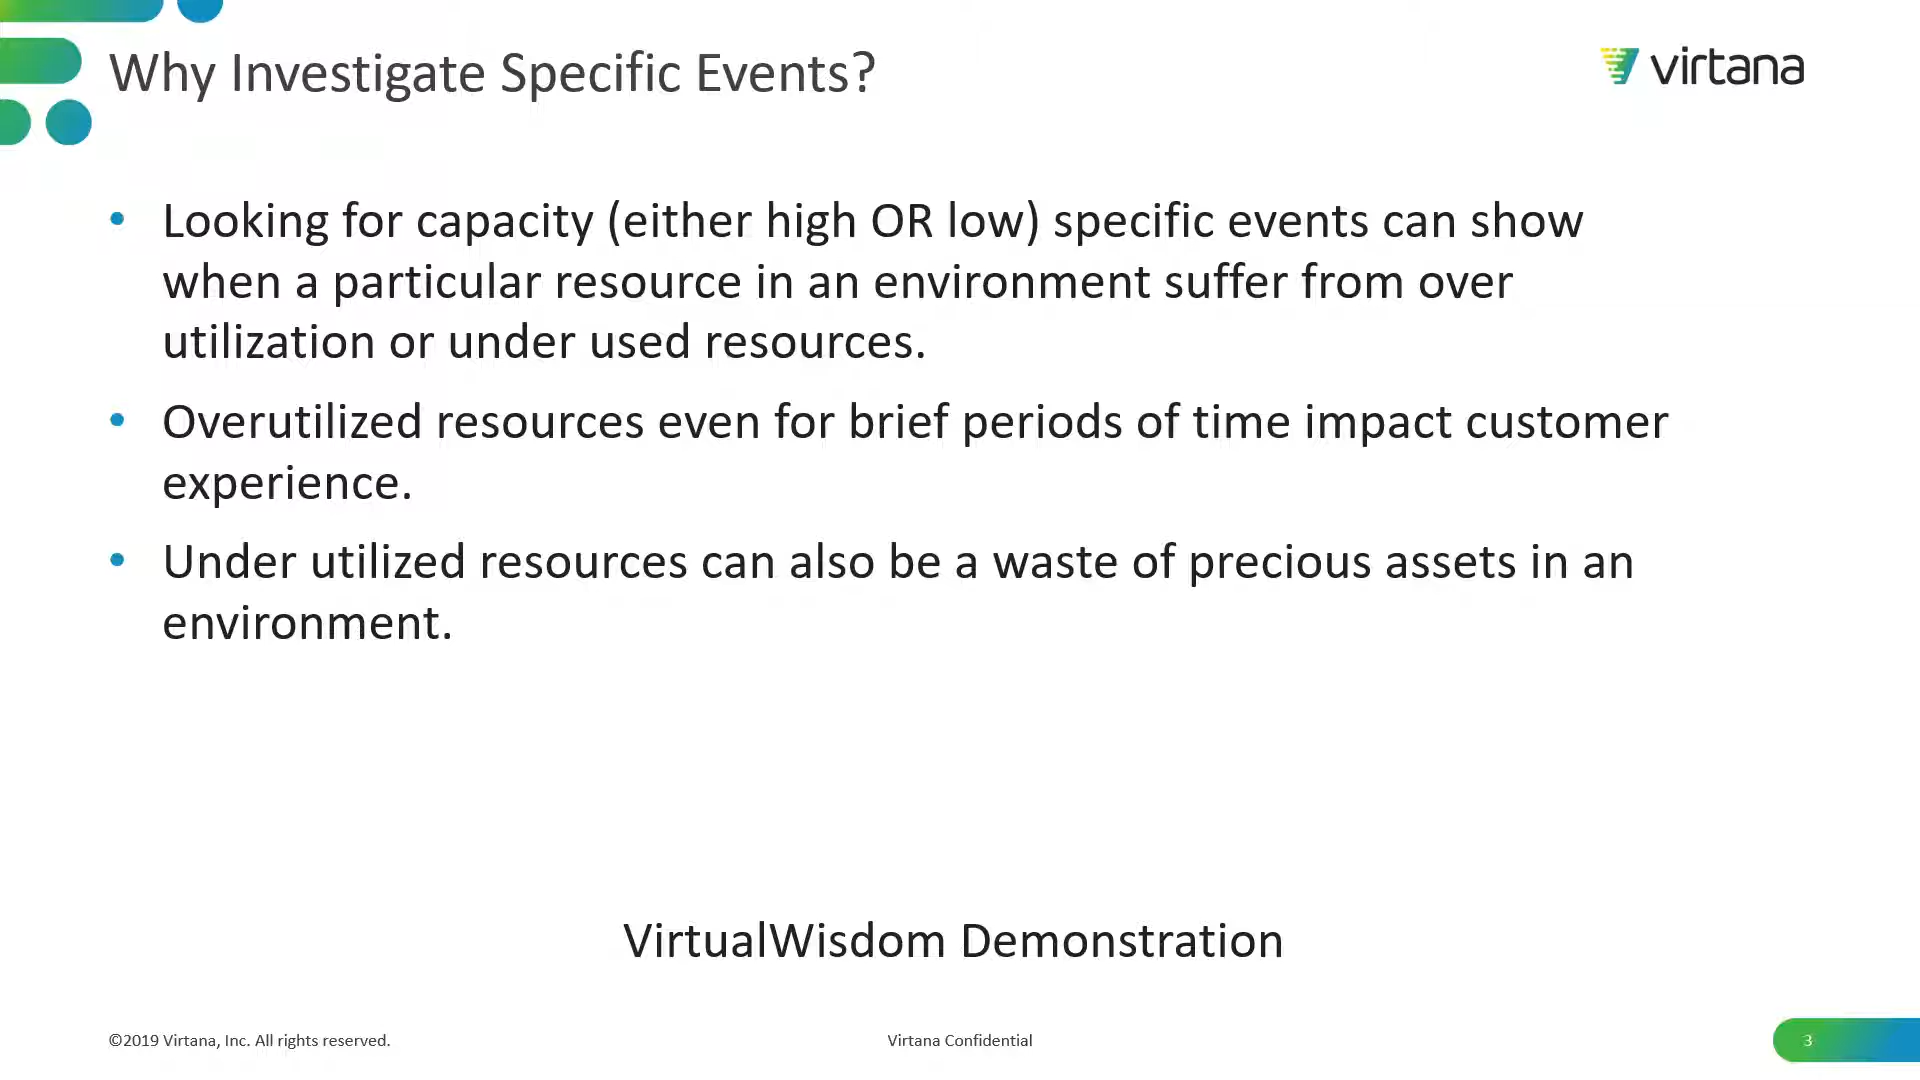 Why Investigate Specific Events?
virtana
• Looking for capacity (either high OR low) specific events can show
when a particular resource in an environment suffer from over
utilization or under used resources.
• Overutilized resources even for brief periods of time impact customer
experience.
• Under utilized resources can also be a waste of precious assets in an
environment.
VirtualWisdom Demonstration
©2019 Virtana, Inc. All rights reserved.
Virtana Confidential
3